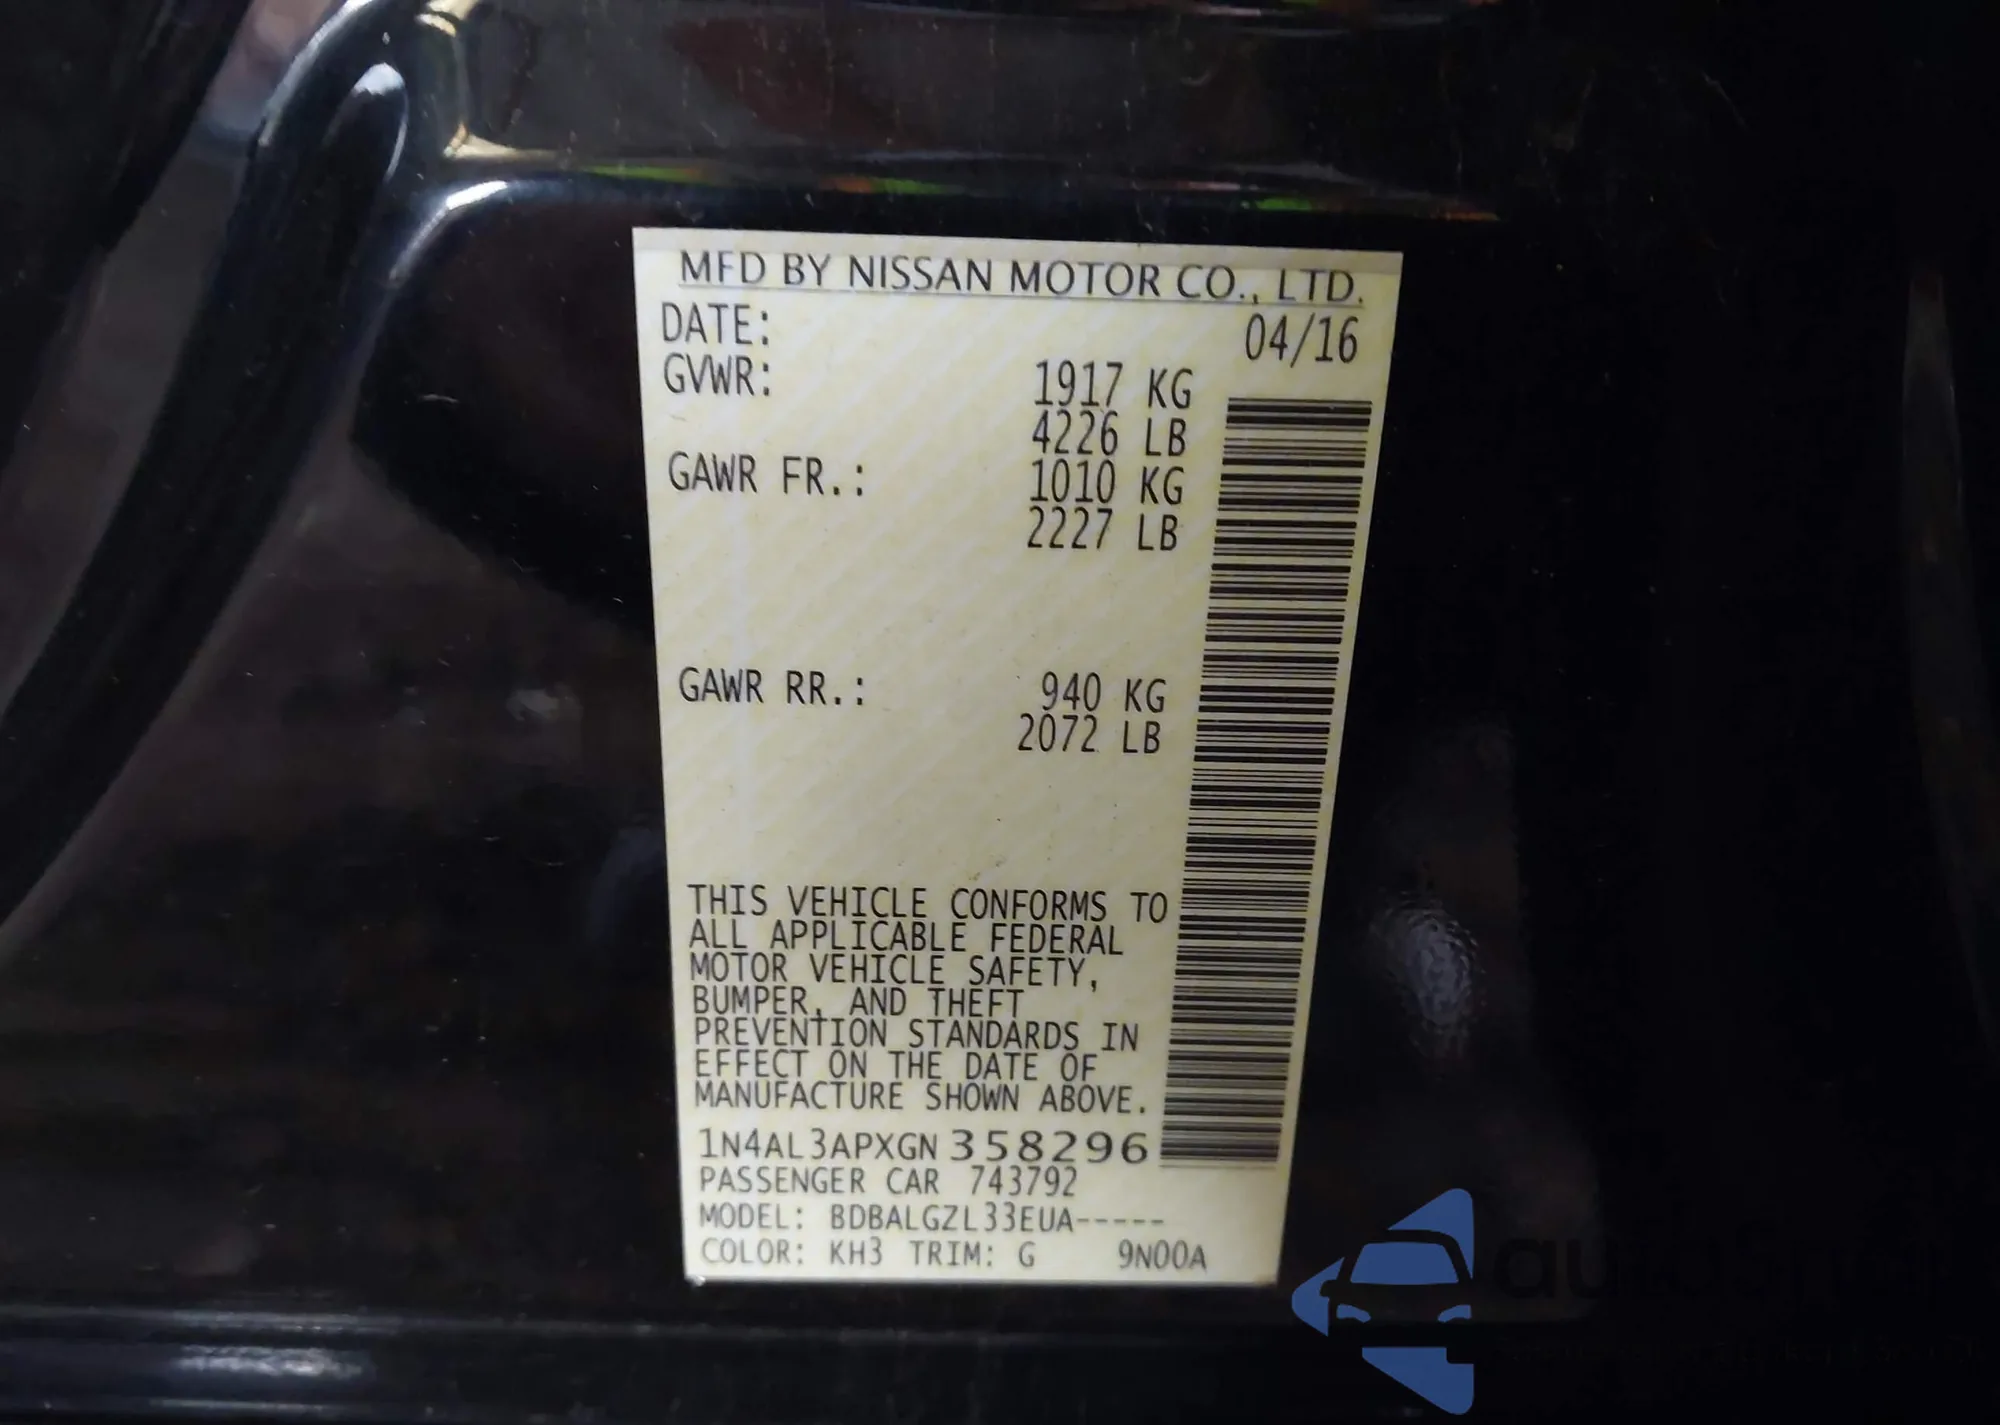 MFD BY NISSAN MOTOR CO., LTD.
DATE: 04/16
GVWR: 1917 KG
4226 LB
GAWR FR.: 1010 KG
2227 LB
GAWR RR.: 940 KG
2072 LB
THIS VEHICLE CONFORMS TO
ALL APPLICABLE FEDERAL
MOTOR VEHICLE SAFETY,
BUMPER, AND THEFT
PREVENTION STANDARDS IN
EFFECT ON THE DATE OF
MANUFACTURE SHOWN ABOVE.
1N4AL3APXGN358296
PASSENGER CAR 743792
MODEL: BDBALGZL33EUA-----
COLOR: KH3 TRIM: G 9N00A